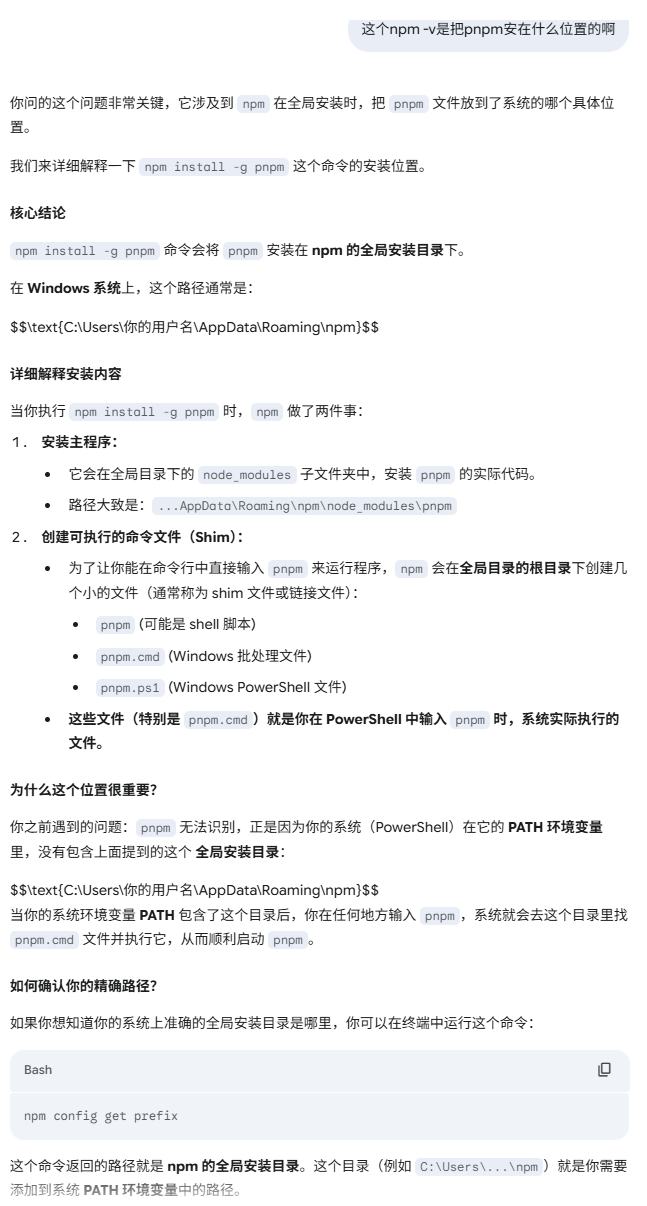 这个npm -v是把pnpm安在什么位置的啊
你问的这个问题非常关键，它涉及到 npm 在全局安装时，把 pnpm 文件放到了系统的哪个具体位
置。
我们来详细解释一下 npm install -g pnpm 这个命令的安装位置。
核心结论
npm install -g pnpm 命令会将 pnpm 安装在 npm 的全局安装目录下。
在 Windows 系统上，这个路径通常是：
$$\text{C:\Users\你的用户名\AppData\Roaming\npm}$$
详细解释安装内容
当你执行 npm install -g pnpm 时，npm 做了两件事：
1. 安装主程序：
• 它会在全局目录下的 node_modules 子文件夹中，安装 pnpm 的实际代码。
• 路径大致是：...AppData\Roaming\npm\node_modules\pnpm
2. 创建可执行的命令文件（Shim）：
• 为了让你能在命令行中直接输入 pnpm 来运行程序，npm 会在全局目录的根目录下创建几
个小的文件（通常称为 shim 文件或链接文件）：
• pnpm (可能是 shell 脚本)
• pnpm.cmd (Windows 批处理文件)
• pnpm.ps1 (Windows PowerShell 文件)
• 这些文件（特别是 pnpm.cmd ）就是你在 PowerShell 中输入 pnpm 时，系统实际执行的
文件。
为什么这个位置很重要？
你之前遇到的问题：pnpm 无法识别，正是因为你的系统（PowerShell）在它的 PATH 环境变量
里，没有包含上面提到的这个 全局安装目录：
$$\text{C:\Users\你的用户名\AppData\Roaming\npm}$$
当你的系统环境变量 PATH 包含了这个目录后，你在任何地方输入 pnpm ，系统就会去这个目录里找
pnpm.cmd 文件并执行它，从而顺利启动 pnpm 。
如何确认你的精确路径？
如果你想知道你的系统上准确的全局安装目录是哪里，你可以在终端中运行这个命令：
Bash
npm config get prefix
这个命令返回的路径就是 npm 的全局安装目录。这个目录（例如 C:\Users\...\npm ）就是你需要
添加到系统 PATH 环境变量中的路径。